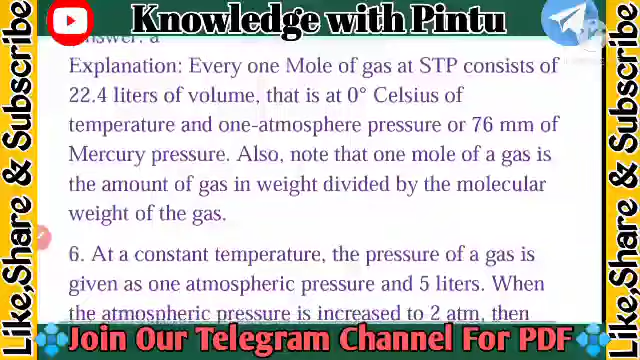 Knowledge with Pintu
Answer: a
Explanation: Every one Mole of gas at STP consists of
22.4 liters of volume, that is at 0° Celsius of
temperature and one-atmosphere pressure or 76 mm of
Mercury pressure. Also, note that one mole of a gas is
the amount of gas in weight divided by the molecular
weight of the gas.
6. At a constant temperature, the pressure of a gas is
given as one atmospheric pressure and 5 liters. When
the atmospheric pressure is increased to 2 atm, then
Join Our Telegram Channel For PDF
Like,Share & Subscribe
Like,Share & Subscribe